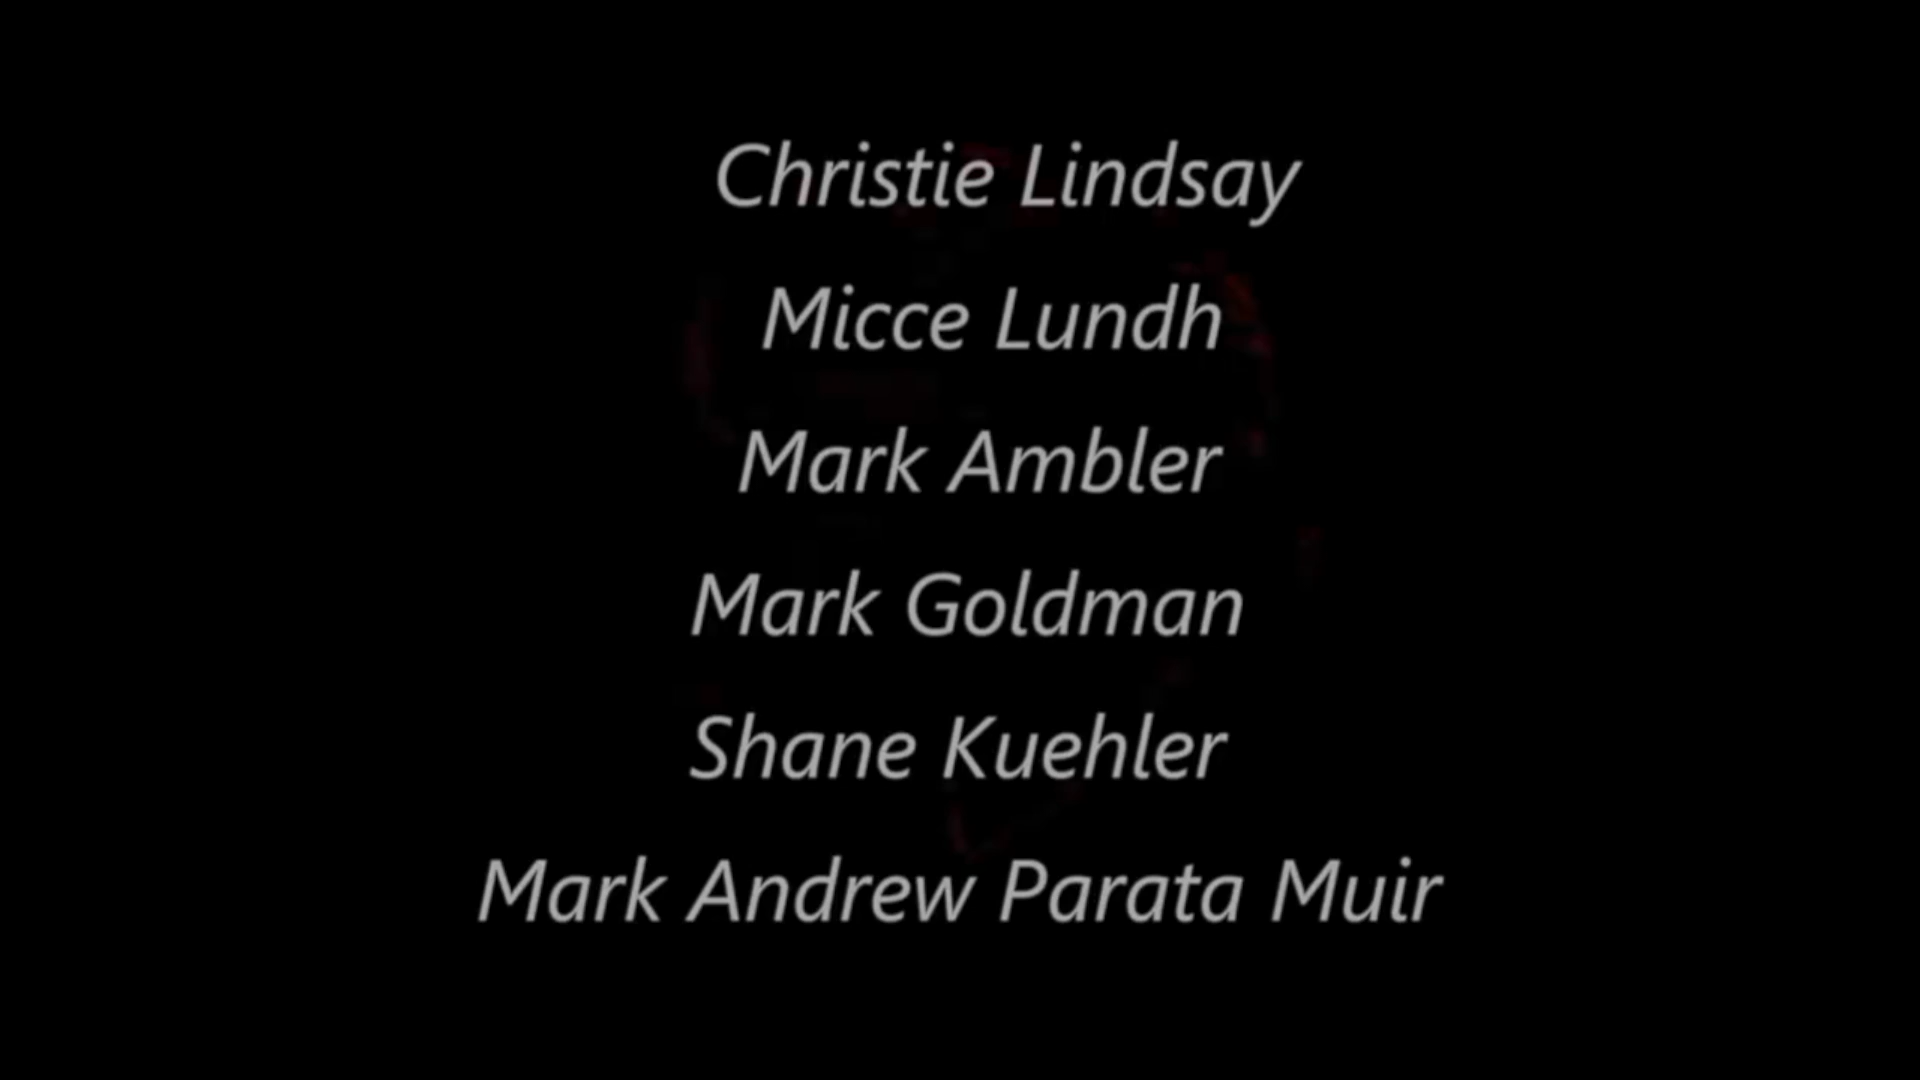 Christie Lindsay
Micce Lundh
Mark Ambler
Mark Goldman
Shane Kuehler
Mark Andrew Parata Muir